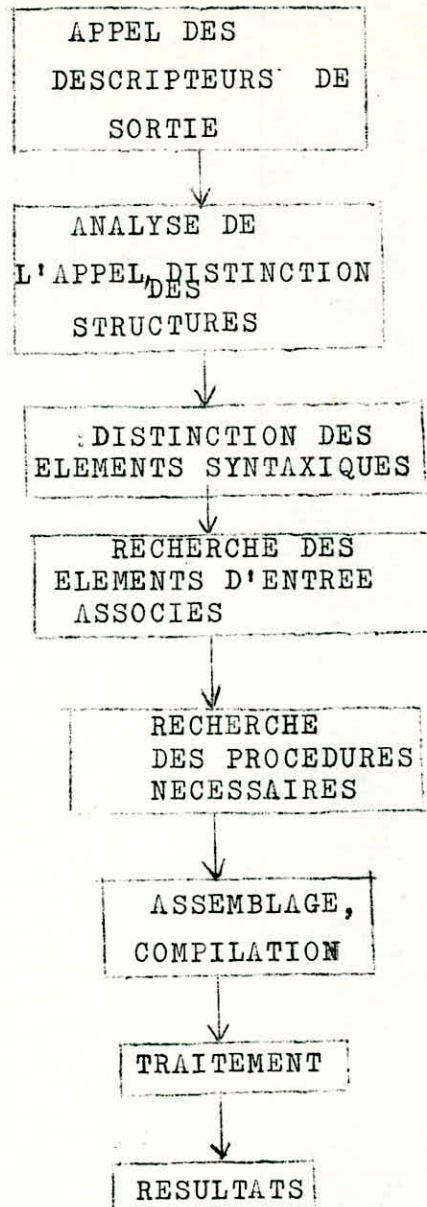 APPEL DES
DESCRIPTEURS DE
SORTIE
ANALYSE DE
L'APPEL, DISTINCTION
DES
STRUCTURES
DISTINCTION DES
ELEMENTS SYNTAXIQUES
RECHERCHE DES
ELEMENTS D'ENTREE
ASSOCIES
RECHERCHE
DES PROCEDURES
NECESSAIRES
ASSEMBLAGE,
COMPILATION
TRAITEMENT
RESULTATS